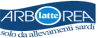 ARBOREA
latte
solo da allevamenti sardi